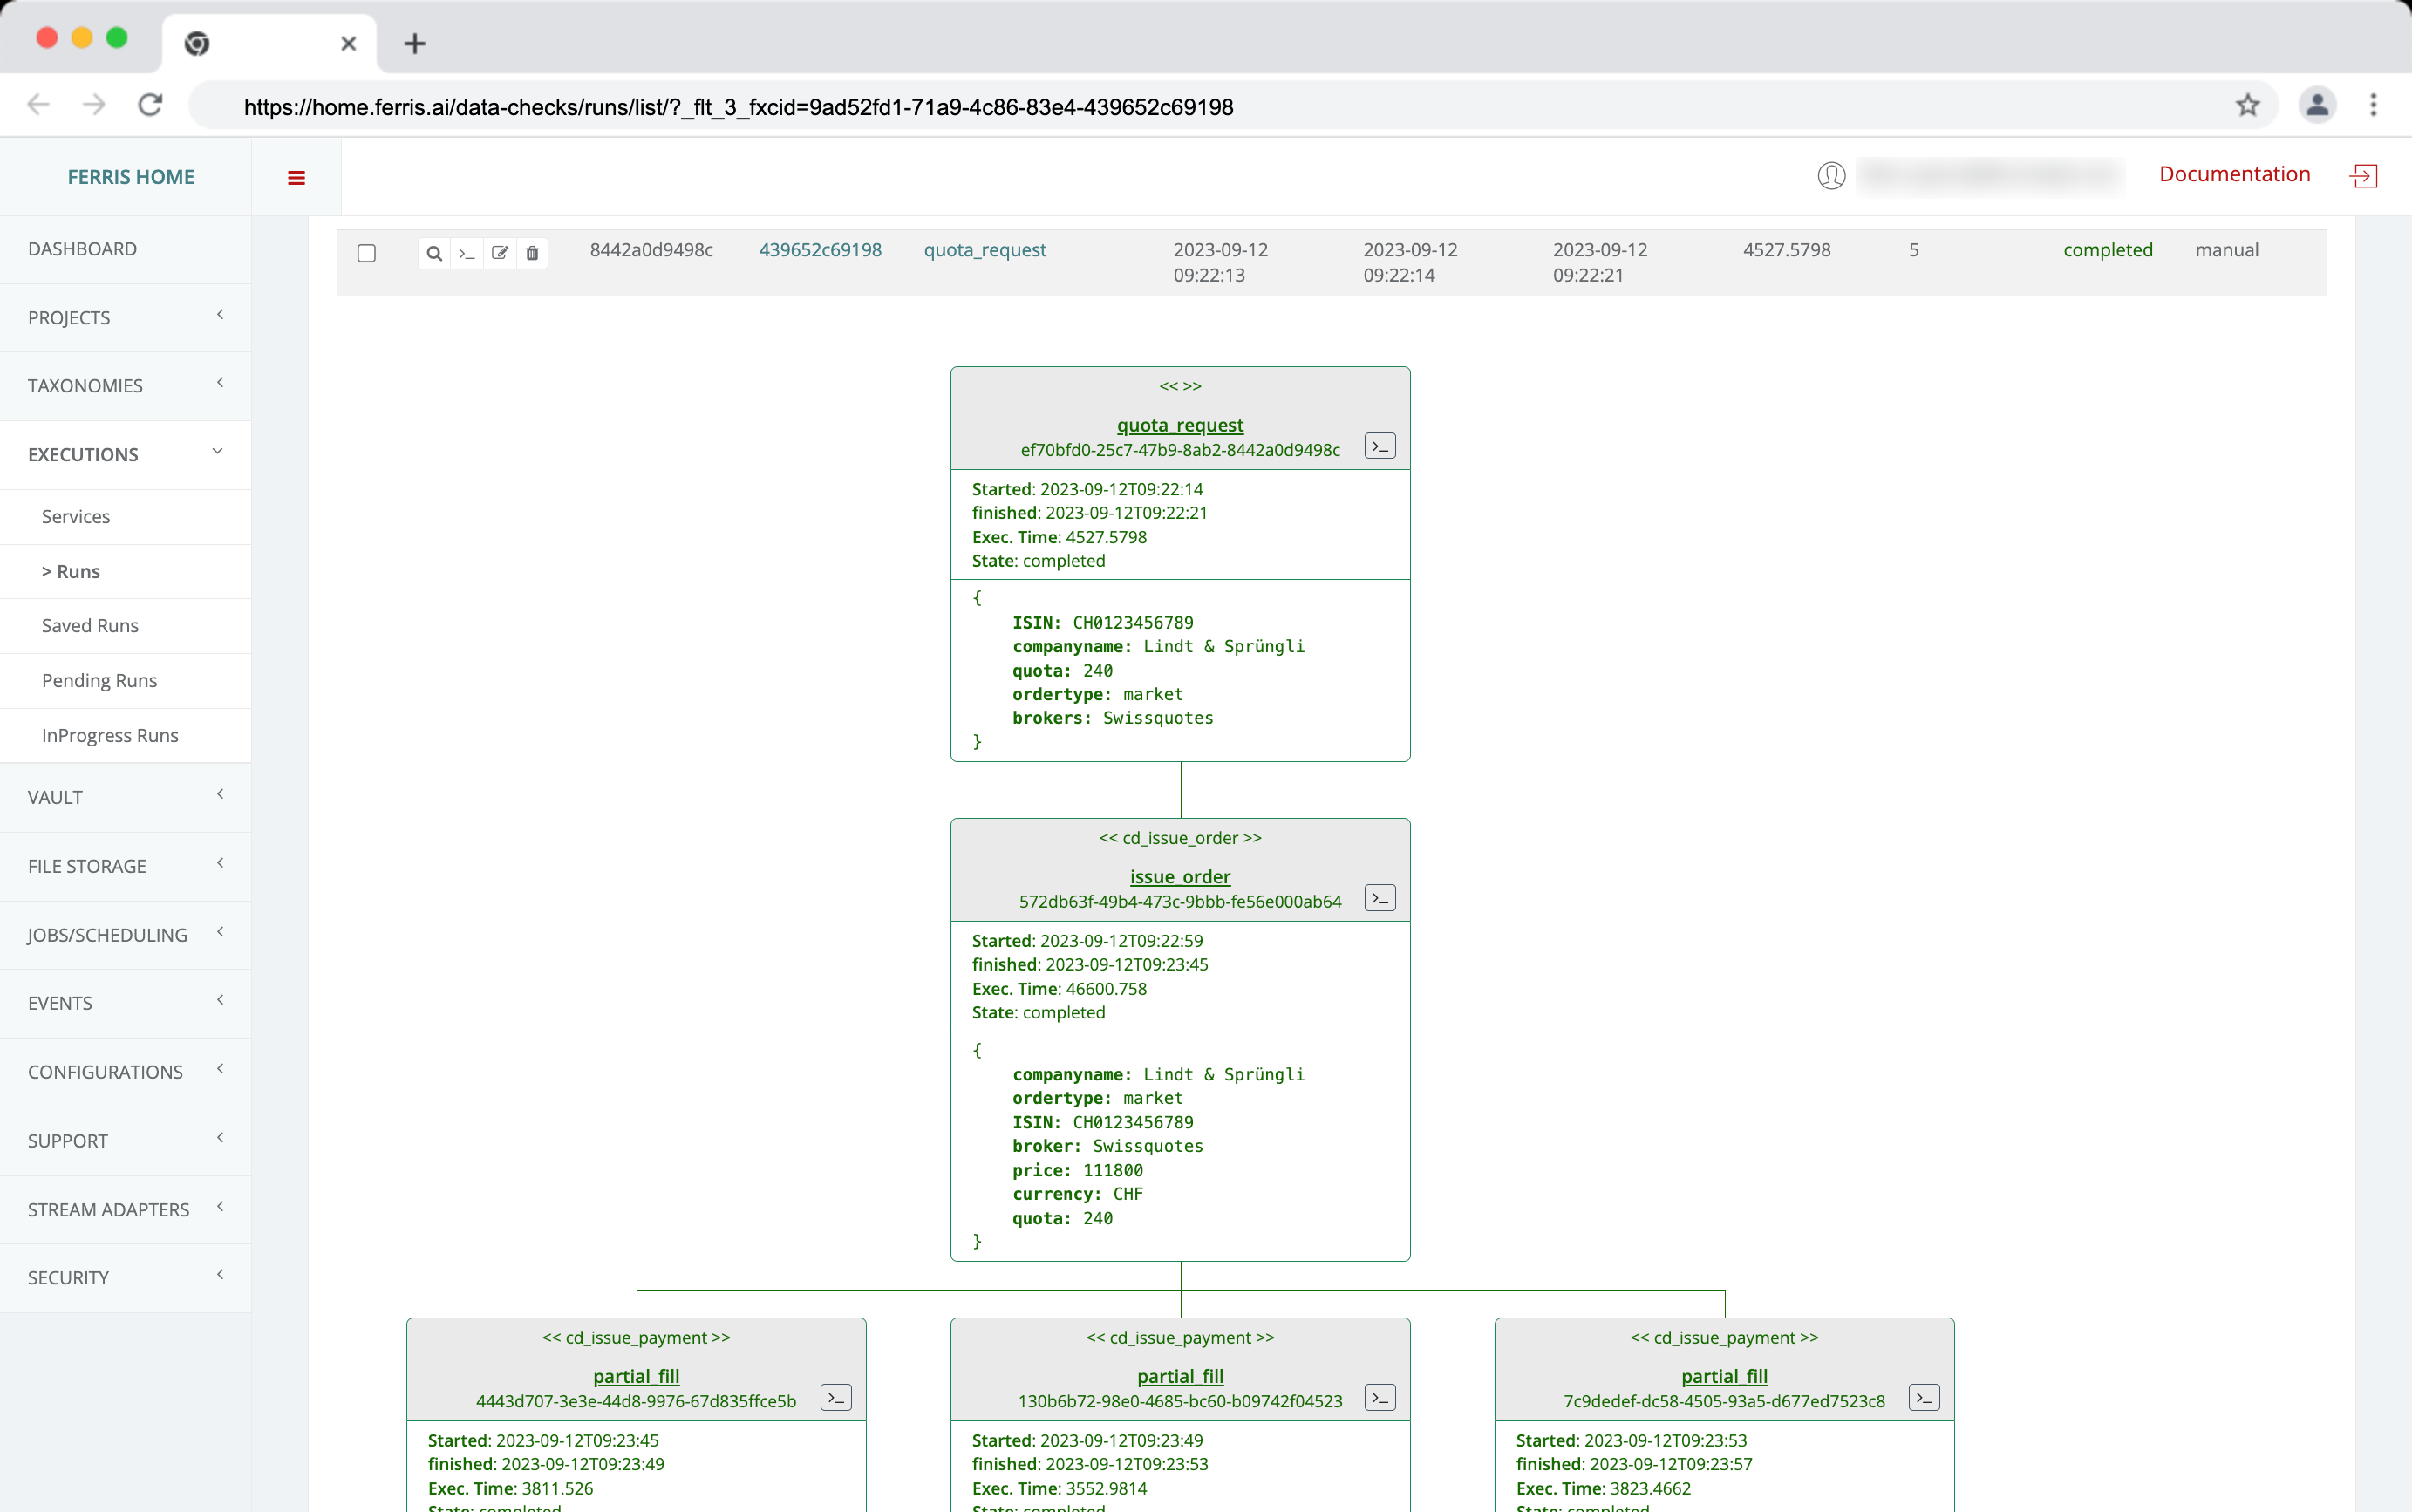 https://home.ferris.ai/data-checks/runs/list/?_flt_3_fxcid=9ad52fd1-71a9-4c86-83e4-439652c69198
FERRIS HOME
Documentation
DASHBOARD
PROJECTS
TAXONOMIES
EXECUTIONS
Services
> Runs
Saved Runs
Pending Runs
InProgress Runs
VAULT
FILE STORAGE
JOBS/SCHEDULING
EVENTS
CONFIGURATIONS
SUPPORT
STREAM ADAPTERS
SECURITY
8442a0d9498c 439652c69198 quota_request 2023-09-12 2023-09-12 2023-09-12 4527.5798 5 completed manual
09:22:13 09:22:14 09:22:21
<< >>
quota_request
ef70bfd0-25c7-47b9-8ab2-8442a0d9498c
Started: 2023-09-12T09:22:14
finished: 2023-09-12T09:22:21
Exec. Time: 4527.5798
State: completed
{
ISIN: CH0123456789
companyname: Lindt & Sprüngli
quota: 240
ordertype: market
brokers: Swissquotes
}
<< cd_issue_order >>
issue_order
572db63f-49b4-473c-9bbb-fe56e000ab64
Started: 2023-09-12T09:22:59
finished: 2023-09-12T09:23:45
Exec. Time: 46600.758
State: completed
{
companyname: Lindt & Sprüngli
ordertype: market
ISIN: CH0123456789
broker: Swissquotes
price: 111800
currency: CHF
quota: 240
}
<< cd_issue_payment >>
partial_fill
4443d707-3e3e-44d8-9976-67d835ffce5b
Started: 2023-09-12T09:23:45
finished: 2023-09-12T09:23:49
Exec. Time: 3811.526
State: completed
<< cd_issue_payment >>
partial_fill
130b6b72-98e0-4685-bc60-b09742f04523
Started: 2023-09-12T09:23:49
finished: 2023-09-12T09:23:53
Exec. Time: 3552.9814
State: completed
<< cd_issue_payment >>
partial_fill
7c9dedef-dc58-4505-93a5-d677ed7523c8
Started: 2023-09-12T09:23:53
finished: 2023-09-12T09:23:57
Exec. Time: 3823.4662
State: completed